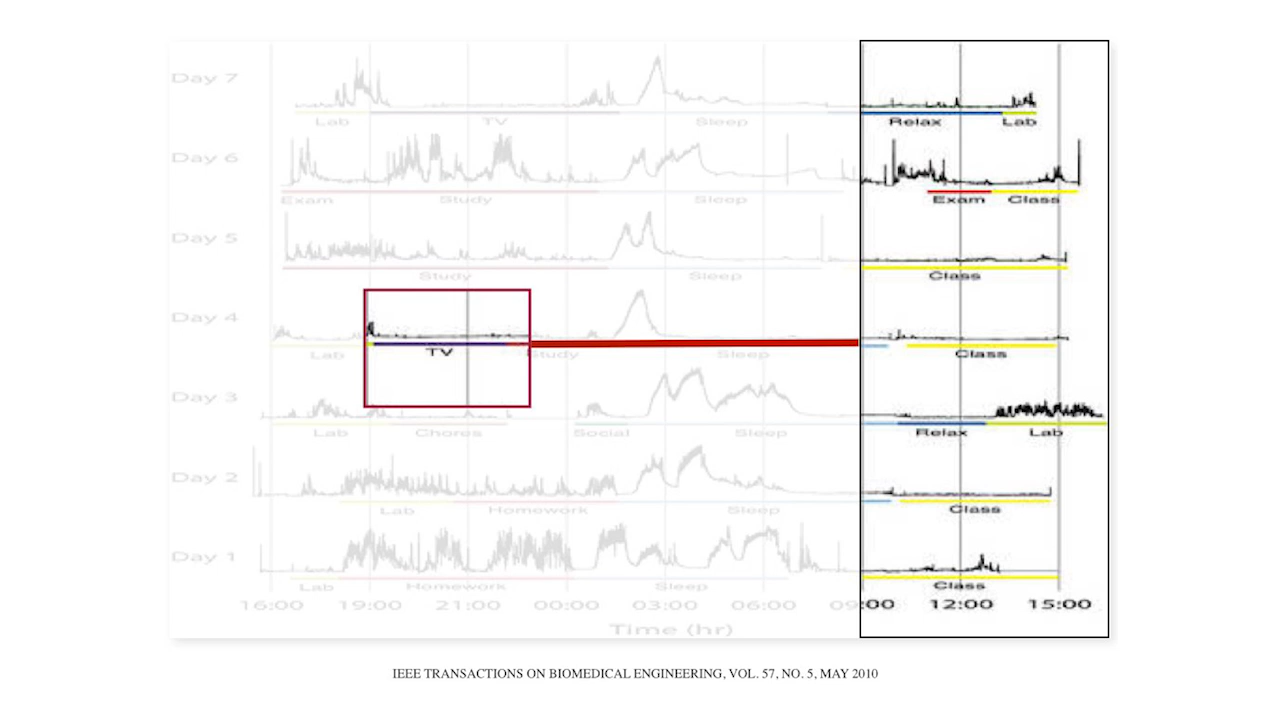 Day 7
Lab TV Sleep Relax Lab
Day 6
Exam Study Sleep Exam Class
Day 5
Study Sleep Class
Day 4
Lab TV Study Sleep Class
Day 3
Lab Chores Social Sleep Relax Lab
Day 2
Lab Homework Sleep Class
Day 1
Lab Homework Sleep Class
16:00 19:00 21:00 00:00 03:00 06:00 09:00 12:00 15:00
Time (hr)
IEEE TRANSACTIONS ON BIOMEDICAL ENGINEERING, VOL. 57, NO. 5, MAY 2010